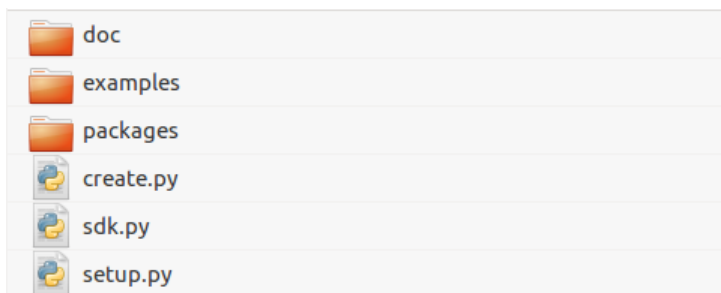 doc
examples
packages
create.py
sdk.py
setup.py